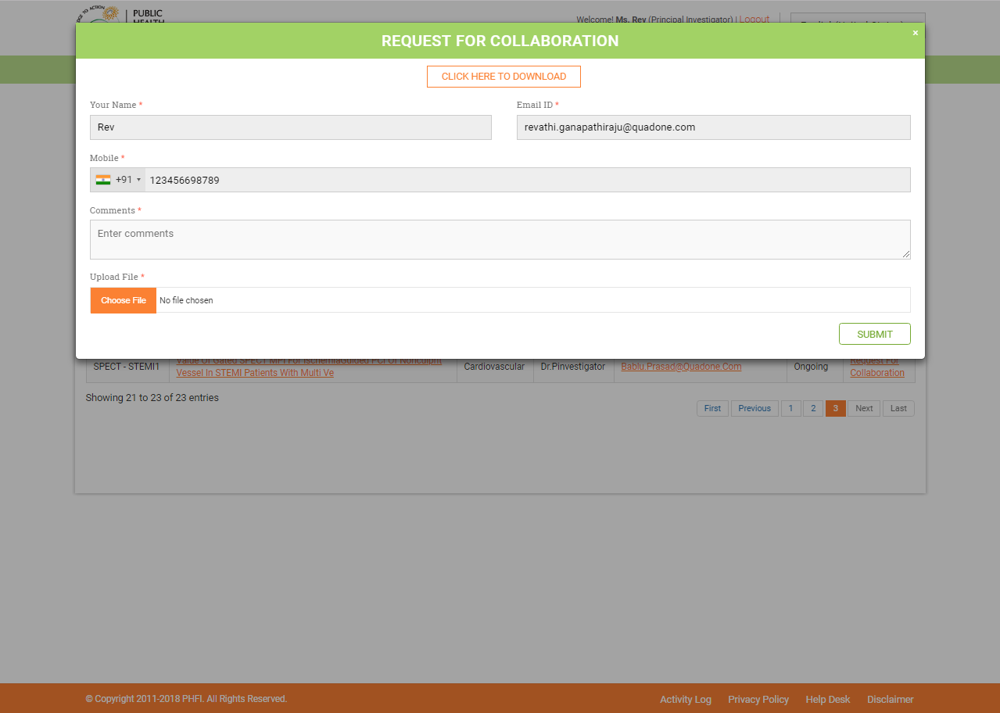 PUBLIC
Welcome! Ms. Rev (Principal Investigator) | Logout
REQUEST FOR COLLABORATION
×
CLICK HERE TO DOWNLOAD
Your Name * Email ID *
Rev revathi.ganapathiraju@quadone.com
Mobile *
+91 123456698789
Comments *
Enter comments
Upload File *
Choose File No file chosen
SUBMIT
Value Of Gated SPECT MPI For IschemiaGuided PCI Of Nonculprit Request For
SPECT - STEMI1 Cardiovascular Dr.Pinvestigator Bablu.Prasad@Quadone.Com Ongoing
Vessel In STEMI Patients With Multi Ve Collaboration
Showing 21 to 23 of 23 entries
First Previous 1 2 3 Next Last
© Copyright 2011-2018 PHFI. All Rights Reserved. Activity Log Privacy Policy Help Desk Disclaimer